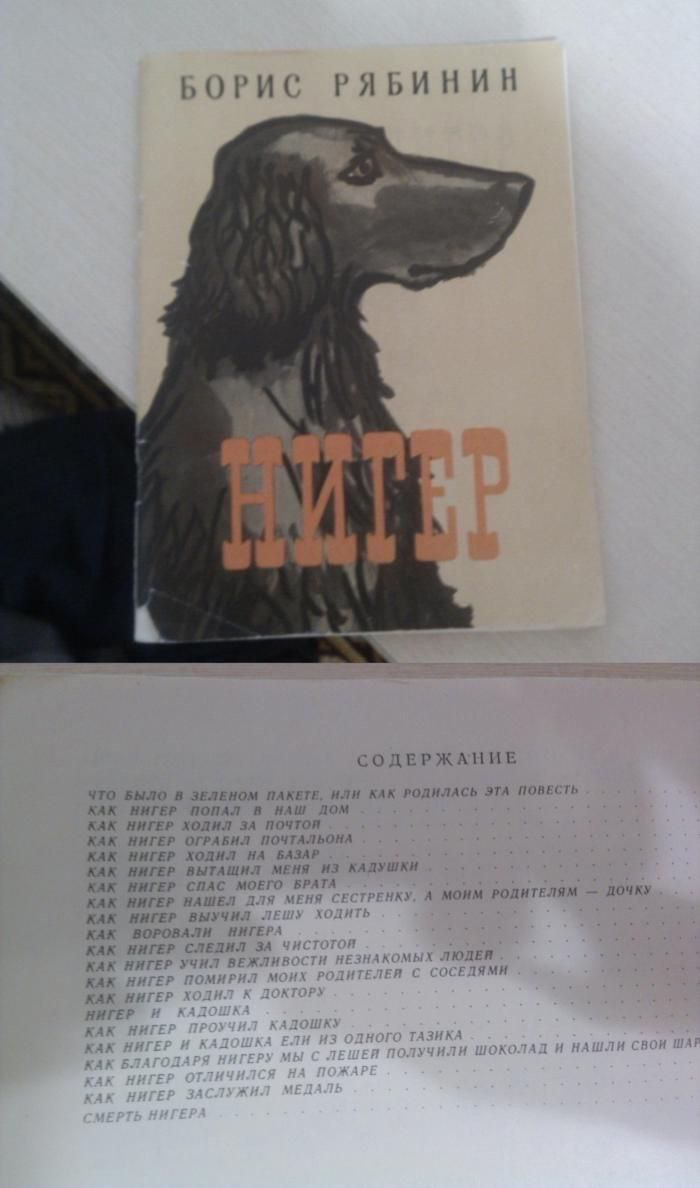 БОРИС РЯБИНИН
НИГЕР
СОДЕРЖАНИЕ
ЧТО БЫЛО В ЗЕЛЕНОМ ПАКЕТЕ, ИЛИ КАК РОДИЛАСЬ ЭТА ПОВЕСТЬ
КАК НИГЕР ПОПАЛ В НАШ ДОМ
КАК НИГЕР ХОДИЛ ЗА ПОЧТОЙ
КАК НИГЕР ОГРАБИЛ ПОЧТАЛЬОНА
КАК НИГЕР ХОДИЛ НА БАЗАР
КАК НИГЕР ВЫТАЩИЛ МЕНЯ ИЗ КАДУШКИ
КАК НИГЕР СПАС МОЕГО БРАТА
КАК НИГЕР НАШЕЛ ДЛЯ МЕНЯ СЕСТРЕНКУ, А МОИМ РОДИТЕЛЯМ — ДОЧКУ
КАК НИГЕР ВЫУЧИЛ ЛЕШУ ХОДИТЬ
КАК ВОРОВАЛИ НИГЕРА
КАК НИГЕР СЛЕДИЛ ЗА ЧИСТОТОЙ
КАК НИГЕР УЧИЛ ВЕЖЛИВОСТИ НЕЗНАКОМЫХ ЛЮДЕЙ
КАК НИГЕР ПОМИРИЛ МОИХ РОДИТЕЛЕЙ С СОСЕДЯМИ
КАК НИГЕР ХОДИЛ К ДОКТОРУ
НИГЕР И КАДОШКА
КАК НИГЕР ПРОУЧИЛ КАДОШКУ
КАК НИГЕР И КАДОШКА ЕЛИ ИЗ ОДНОГО ТАЗИКА
КАК БЛАГОДАРЯ НИГЕРУ МЫ С ЛЕШЕЙ ПОЛУЧИЛИ ШОКОЛАД И НАШЛИ СВОИ ШАР
КАК НИГЕР ОТЛИЧИЛСЯ НА ПОЖАРЕ
КАК НИГЕР ЗАСЛУЖИЛ МЕДАЛЬ
СМЕРТЬ НИГЕРА